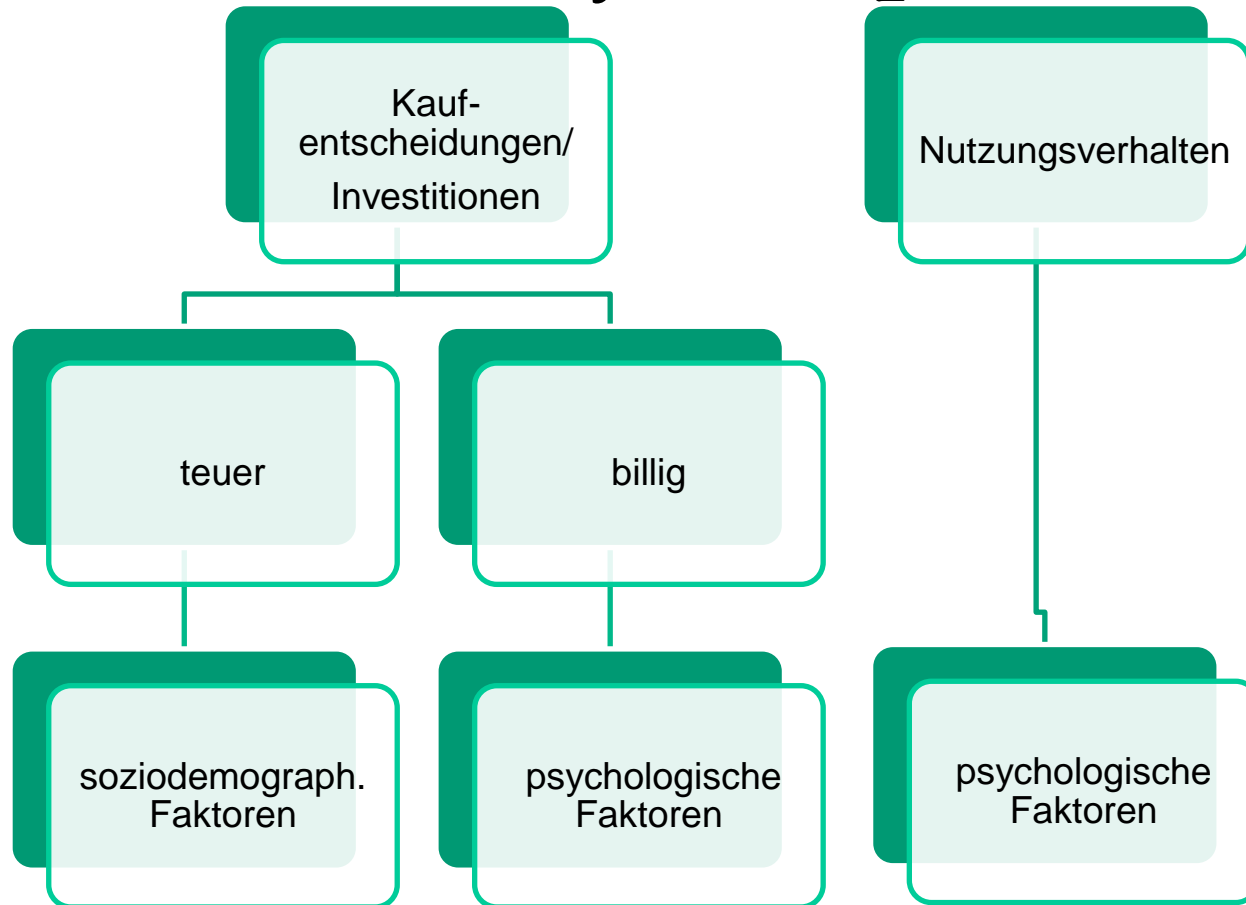 Kauf-
entscheidungen/
Investitionen
Nutzungsverhalten
teuer
billig
soziodemograph.
Faktoren
psychologische
Faktoren
psychologische
Faktoren